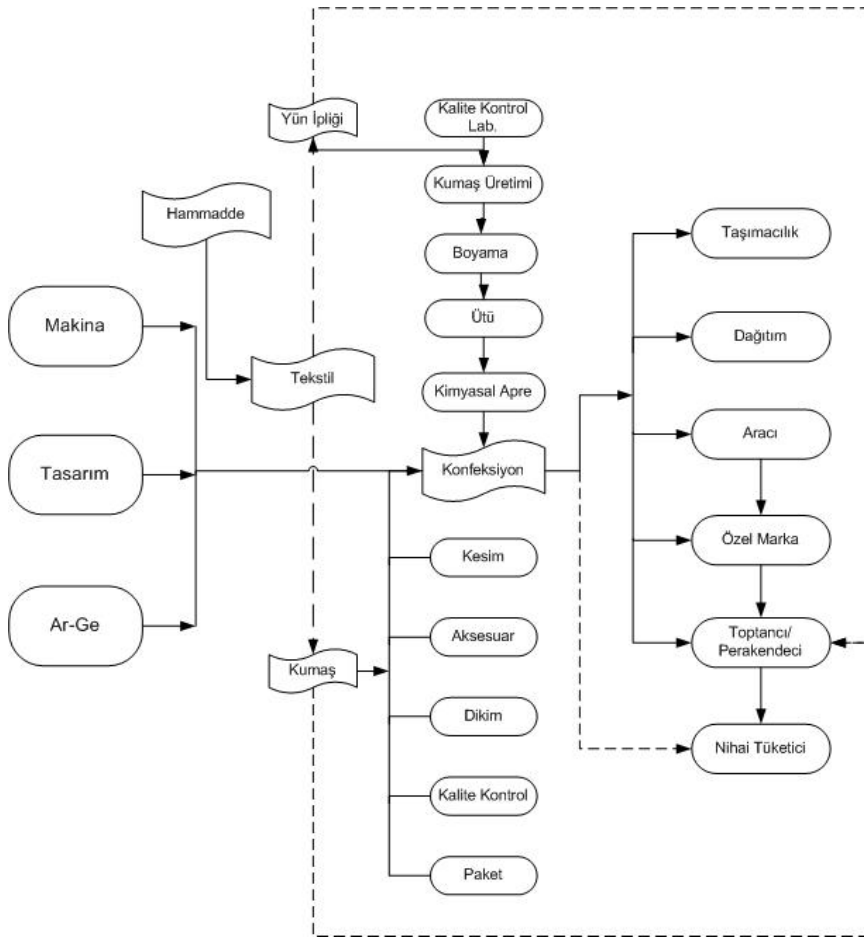 Yün İpliği
Kalite Kontrol
Lab.
Kumaş Üretimi
Hammadde
Boyama
Taşımacılık
Makina
Ütü
Dağıtım
Tekstil
Kimyasal Apre
Aracı
Tasarım
Konfeksiyon
Özel Marka
Kesim
Ar-Ge
Aksesuar
Toptancı/
Perakendeci
Kumaş
Dikim
Nihai Tüketici
Kalite Kontrol
Paket